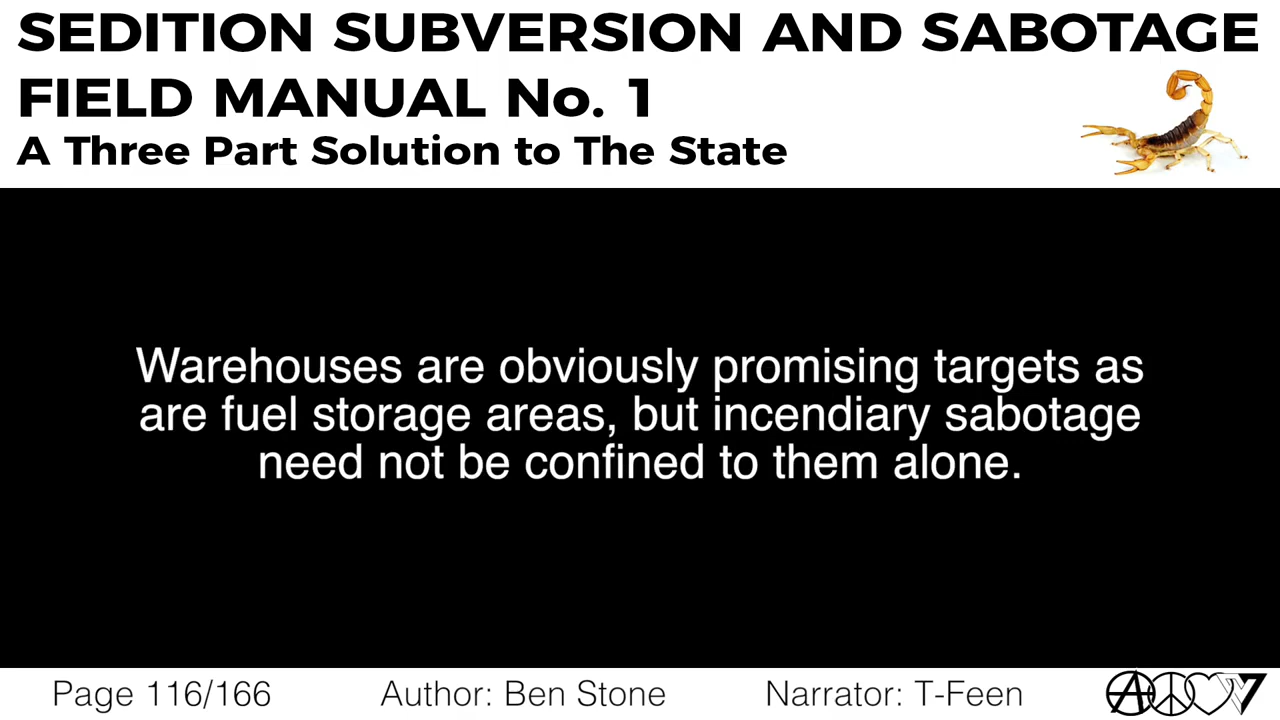 SEDITION SUBVERSION AND SABOTAGE
FIELD MANUAL No. 1
A Three Part Solution to The State
Warehouses are obviously promising targets as
are fuel storage areas, but incendiary sabotage
need not be confined to them alone.
Page 116/166 Author: Ben Stone Narrator: T-Feen